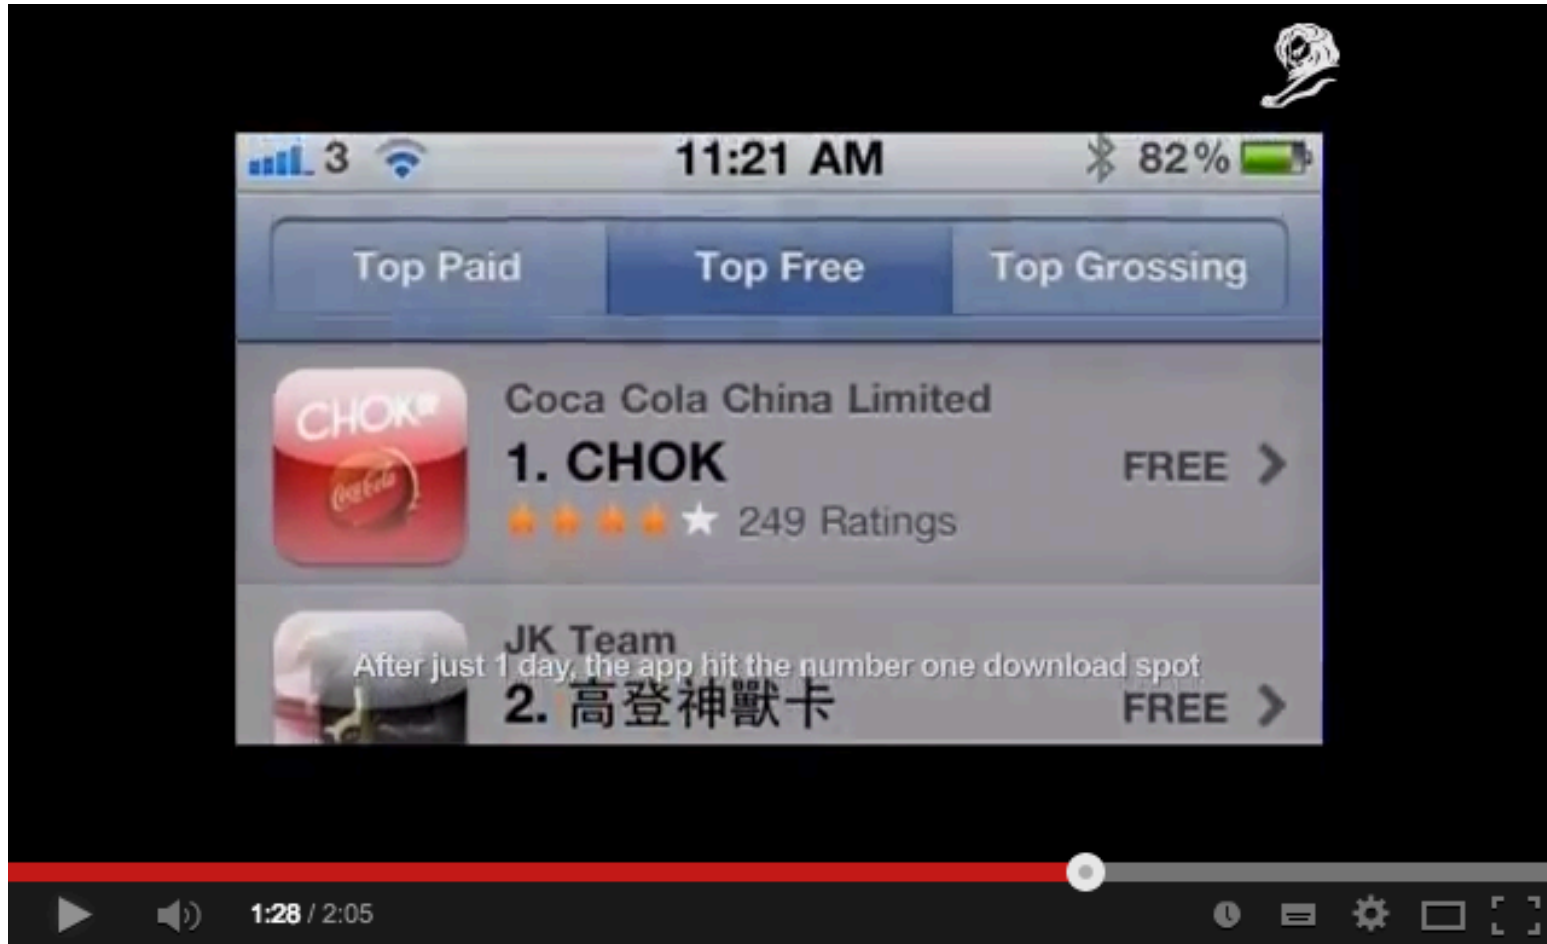 3 11:21 AM 82%
Top Paid Top Free Top Grossing
CHOK
Coca-Cola
Coca Cola China Limited
1. CHOK
FREE
249 Ratings
JK Team
After just 1 day, the app hit the number one download spot
2. 高登神獸卡
FREE
1:28 / 2:05